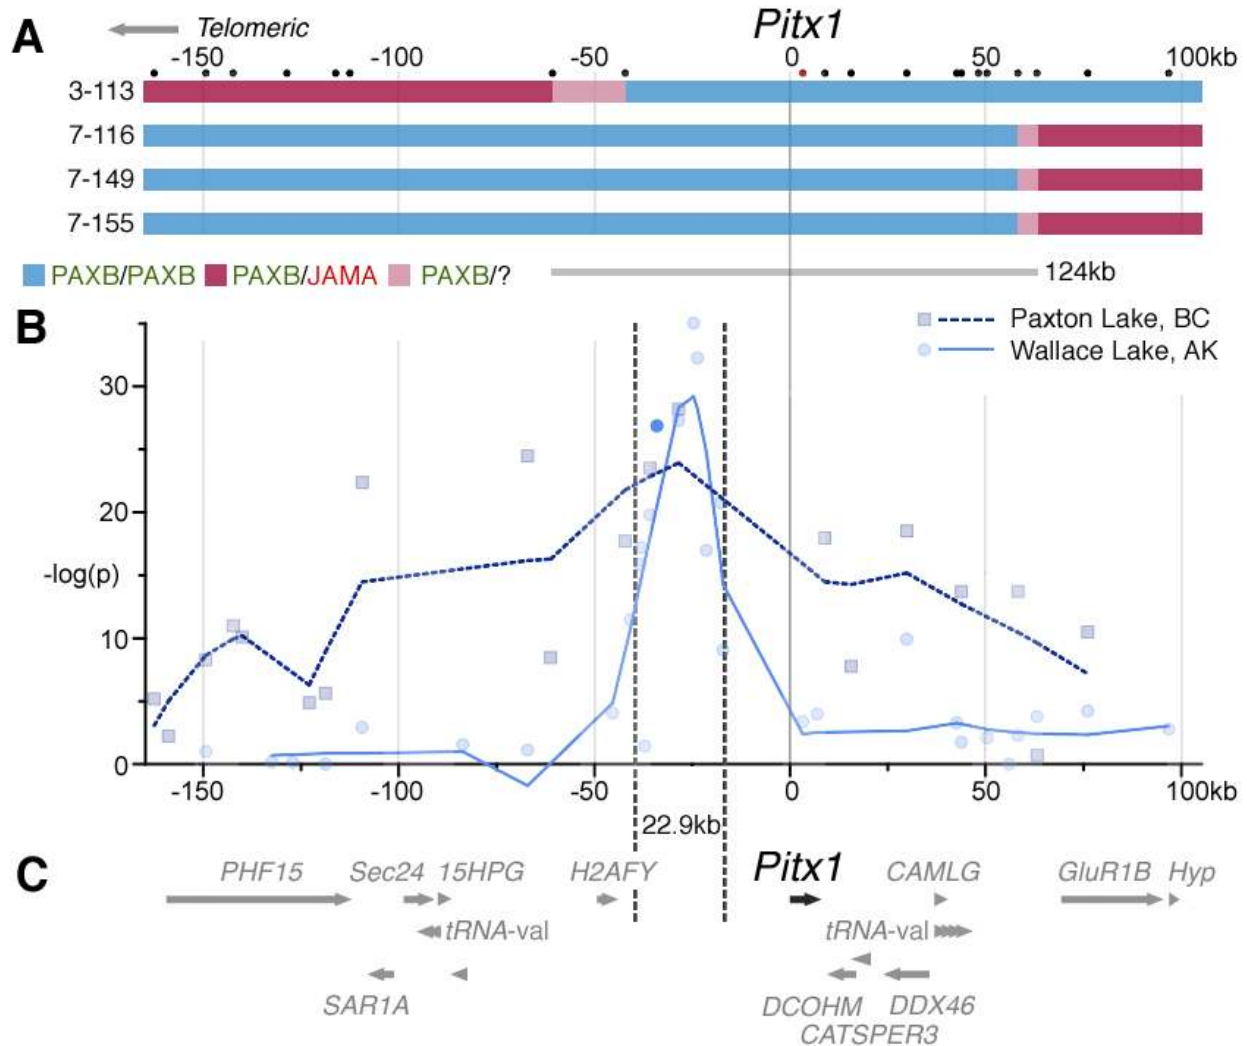 A
Telomeric
Pitx1
-150 -100 -50 0 50 100kb
3-113
7-116
7-149
7-155
PAXB/PAXB PAXB/JAMA PAXB/?
124kb
B
Paxton Lake, BC
Wallace Lake, AK
30
20
-log(p)
10
0
-150 -100 -50 0 50 100kb
22.9kb
C
PHF15 Sec24 15HPG H2AFY Pitx1 CAMLG GluR1B Hyp
tRNA-val tRNA-val
SAR1A DCOHM DDX46
CATSPER3